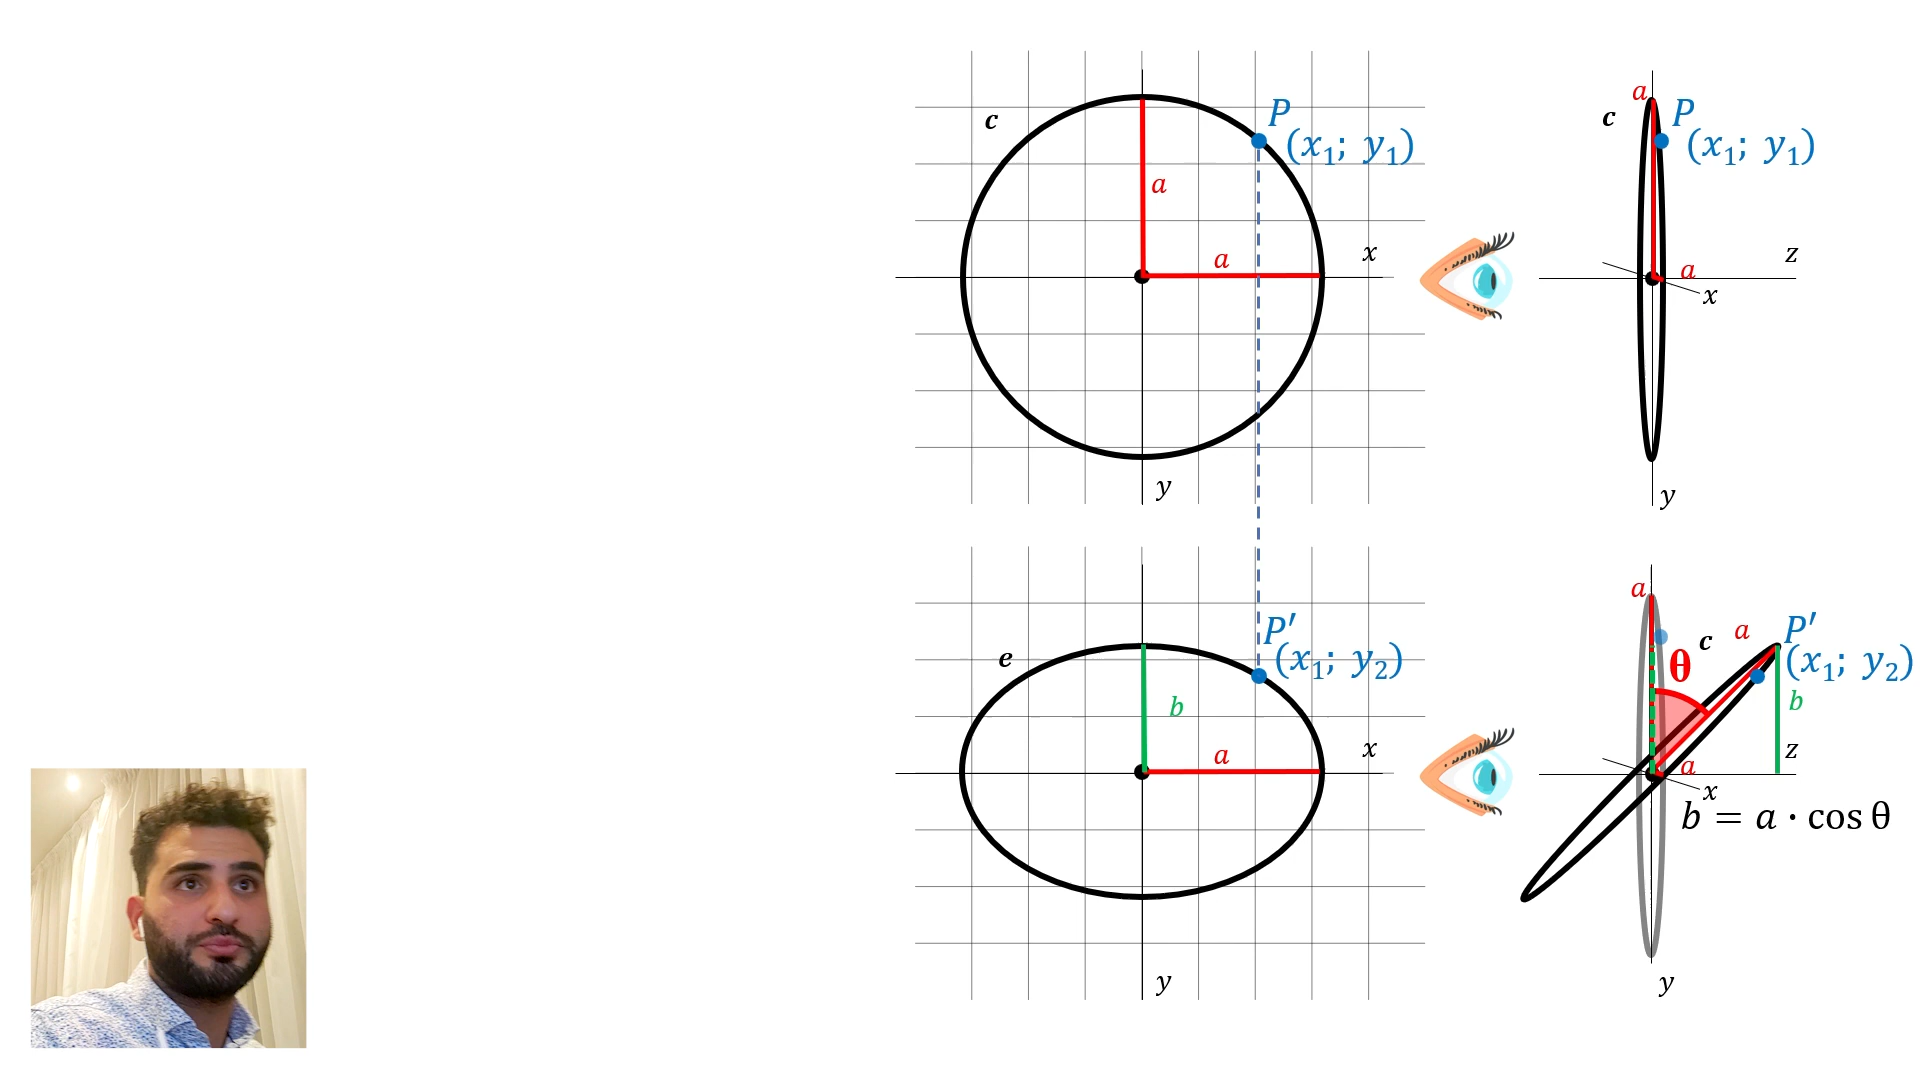 c
P
(x₁; y₁)
a
a
x
y
a
c
P
(x₁; y₁)
z
a
x
y
e
P′
(x₁; y₂)
b
a
x
y
a
c
a
P′
(x₁; y₂)
θ
b
z
a
x
b = a · cos θ
y